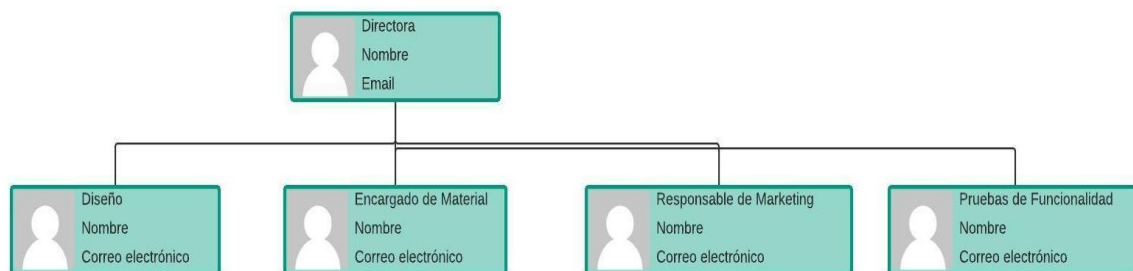 Directora
Nombre
Email
Diseño
Nombre
Correo electrónico
Encargado de Material
Nombre
Correo electrónico
Responsable de Marketing
Nombre
Correo electrónico
Pruebas de Funcionalidad
Nombre
Correo electrónico